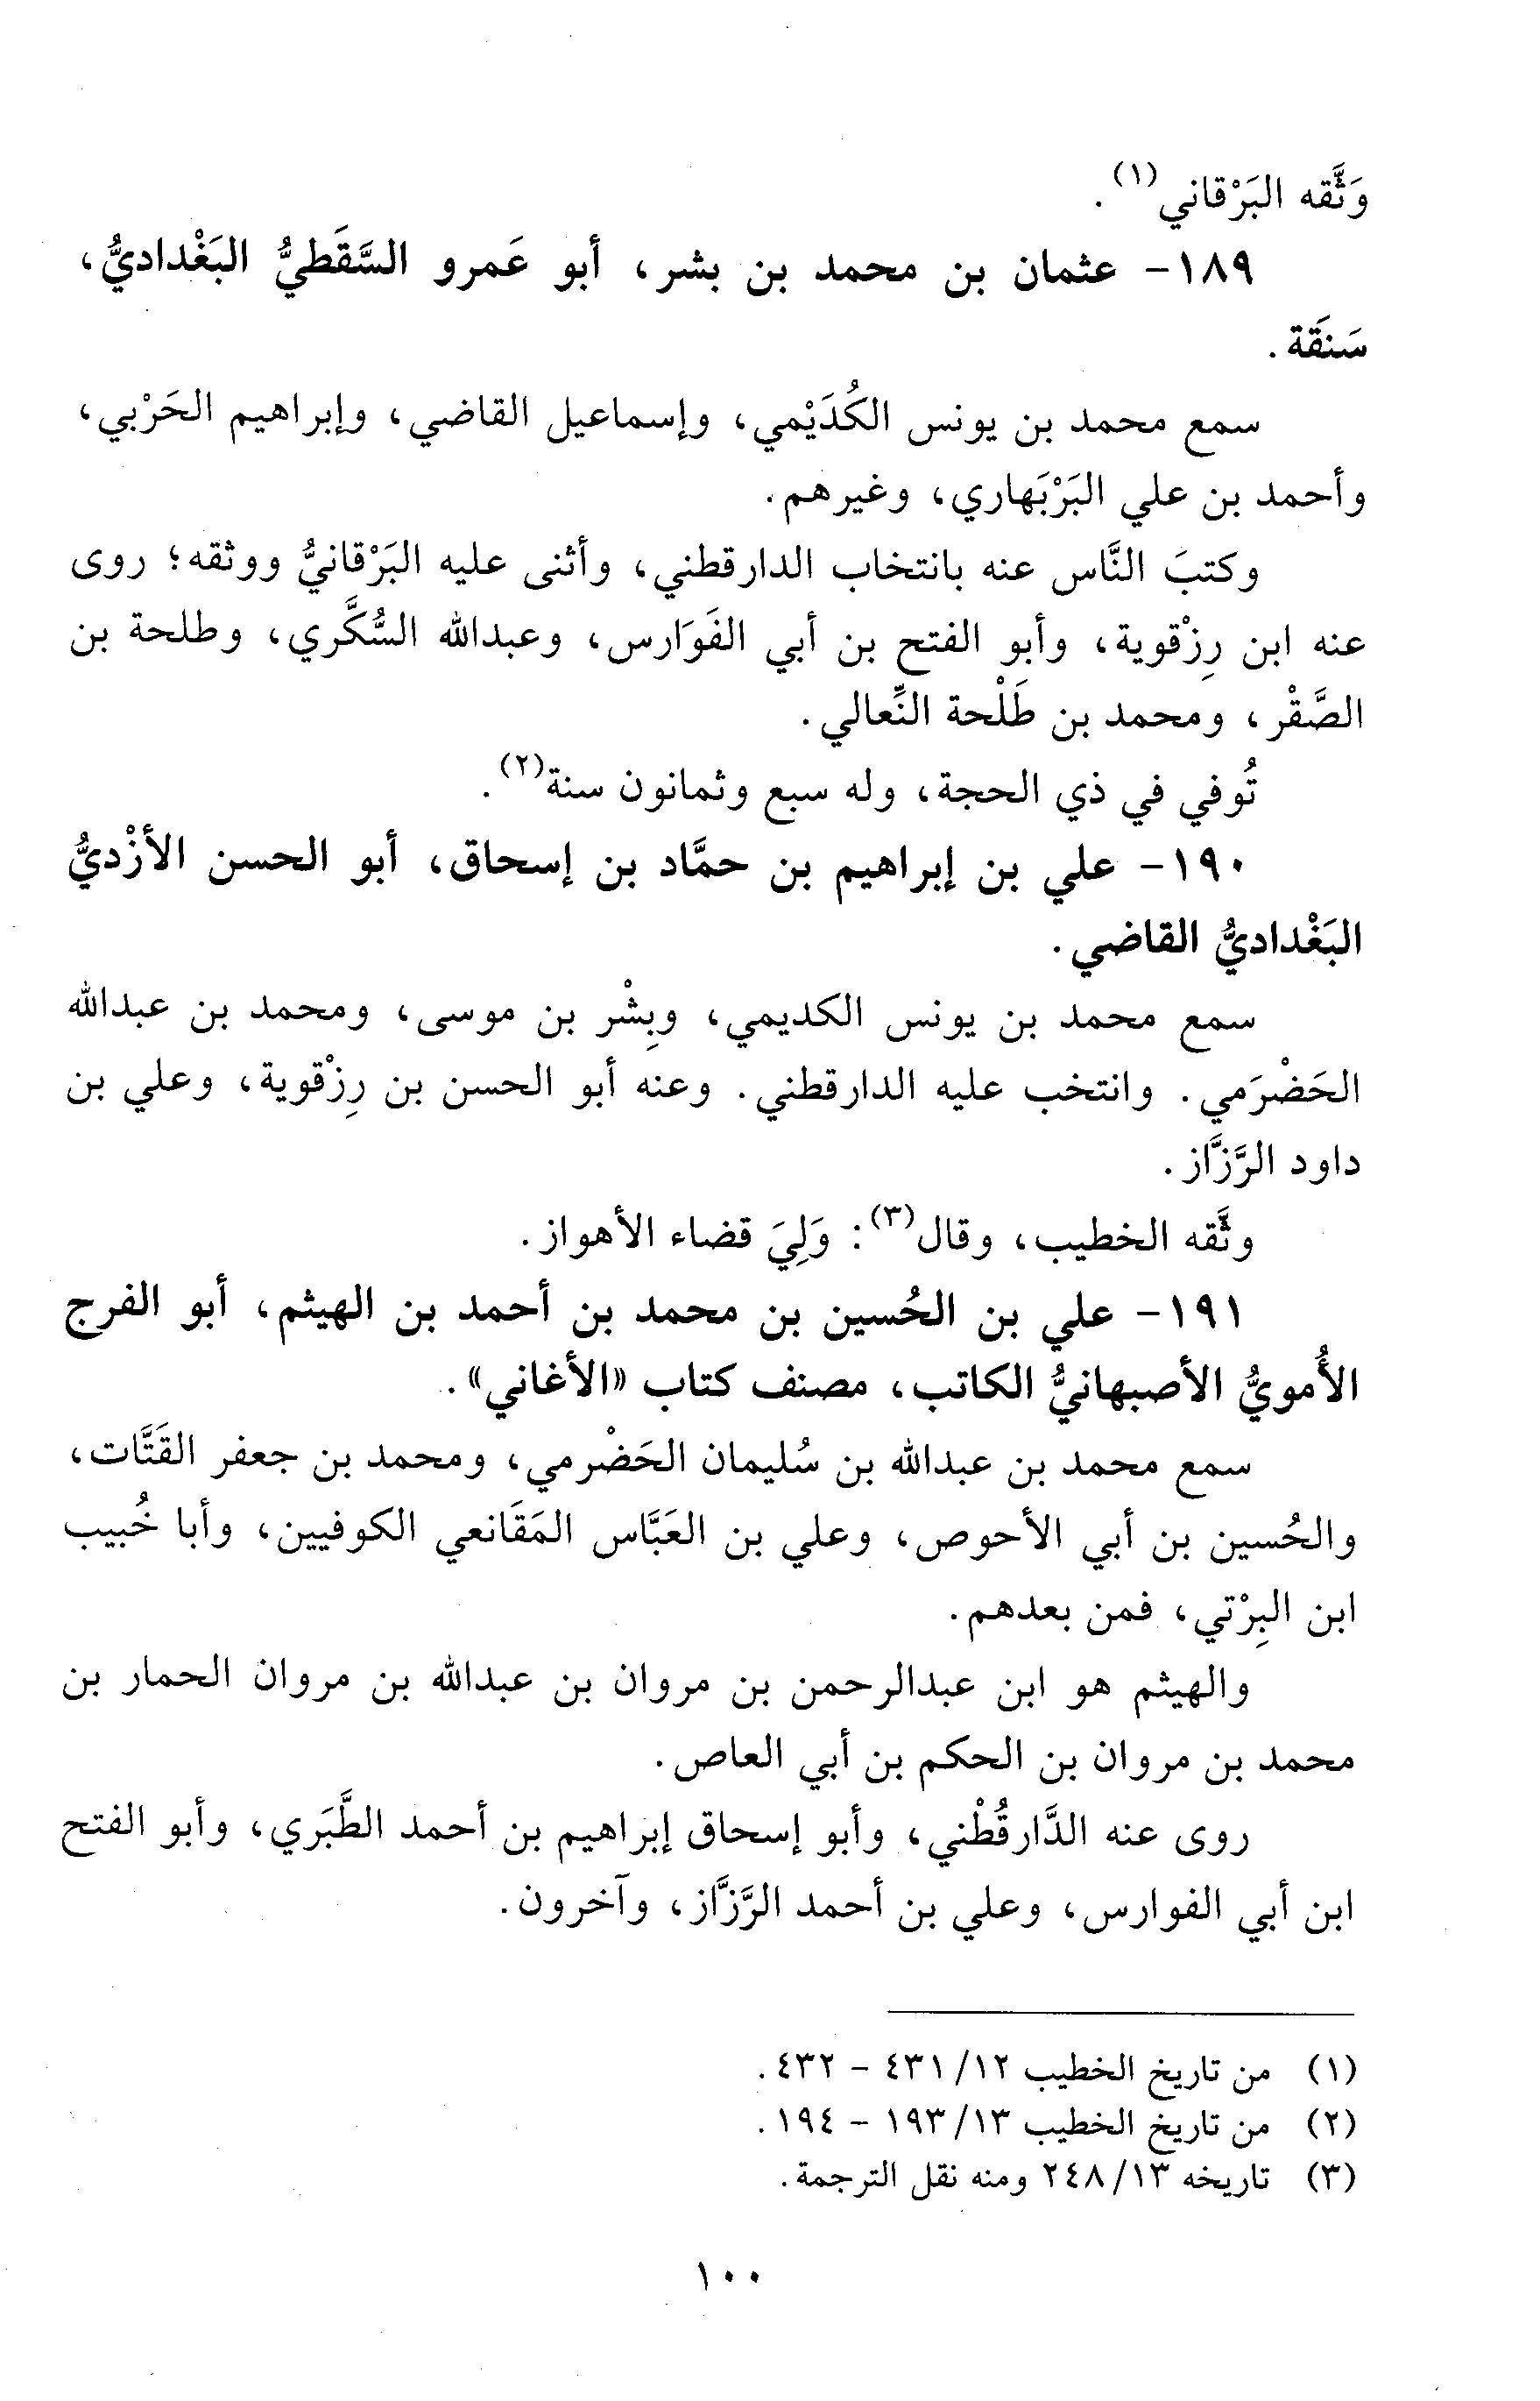 وَثَّقه البَرْقاني(١).
١٨٩- عثمان بن محمد بن بشر، أبو عَمرو السَّقَطيُّ البَغْداديُّ،
سَنقَة.
سمع محمد بن يونس الكُدَيْمي، وإسماعيل القاضي، وإبراهيم الحَرْبي،
وأحمد بن علي البَرْبَهاري، وغيرهم.
وكتبَ النَّاس عنه بانتخاب الدارقطني، وأثنى عليه البَرْقانيُّ ووثقه؛ روى
عنه ابن رِزْقوية، وأبو الفتح بن أبي الفَوَارس، وعبدالله السُّكَّري، وطلحة بن
الصَّقْر، ومحمد بن طَلْحة النِّعالي.
تُوفي في ذي الحجة، وله سبع وثمانون سنة(٢).
١٩٠- علي بن إبراهيم بن حمَّاد بن إسحاق، أبو الحسن الأزْديُّ
البَغْداديُّ القاضي.
سمع محمد بن يونس الكديمي، وبِشْر بن موسى، ومحمد بن عبدالله
الحَضْرَمي. وانتخب عليه الدارقطني. وعنه أبو الحسن بن رِزْقوية، وعلي بن
داود الرَّزَّاز.
وثَّقه الخطيب، وقال(٣): وَلِيَ قضاء الأهواز.
١٩١- علي بن الحُسين بن محمد بن أحمد بن الهيثم، أبو الفرج
الأُمويُّ الأصبهانيُّ الكاتب، مصنف كتاب «الأغاني».
سمع محمد بن عبدالله بن سُليمان الحَضْرمي، ومحمد بن جعفر القَتَّات،
والحُسين بن أبي الأحوص، وعلي بن العَبَّاس المَقَانعي الكوفيين، وأبا خُبيب
ابن البِرْتي، فمن بعدهم.
والهيثم هو ابن عبدالرحمن بن مروان بن عبدالله بن مروان الحمار بن
محمد بن مروان بن الحكم بن أبي العاص.
روى عنه الدَّارقُطْني، وأبو إسحاق إبراهيم بن أحمد الطَّبَري، وأبو الفتح
ابن أبي الفوارس، وعلي بن أحمد الرَّزَّاز، وآخرون.
(١) من تاريخ الخطيب ١٢/ ٤٣١ - ٤٣٢.
(٢) من تاريخ الخطيب ١٣/ ١٩٣ - ١٩٤.
(٣) تاريخه ١٣/ ٢٤٨ ومنه نقل الترجمة.
١٠٠